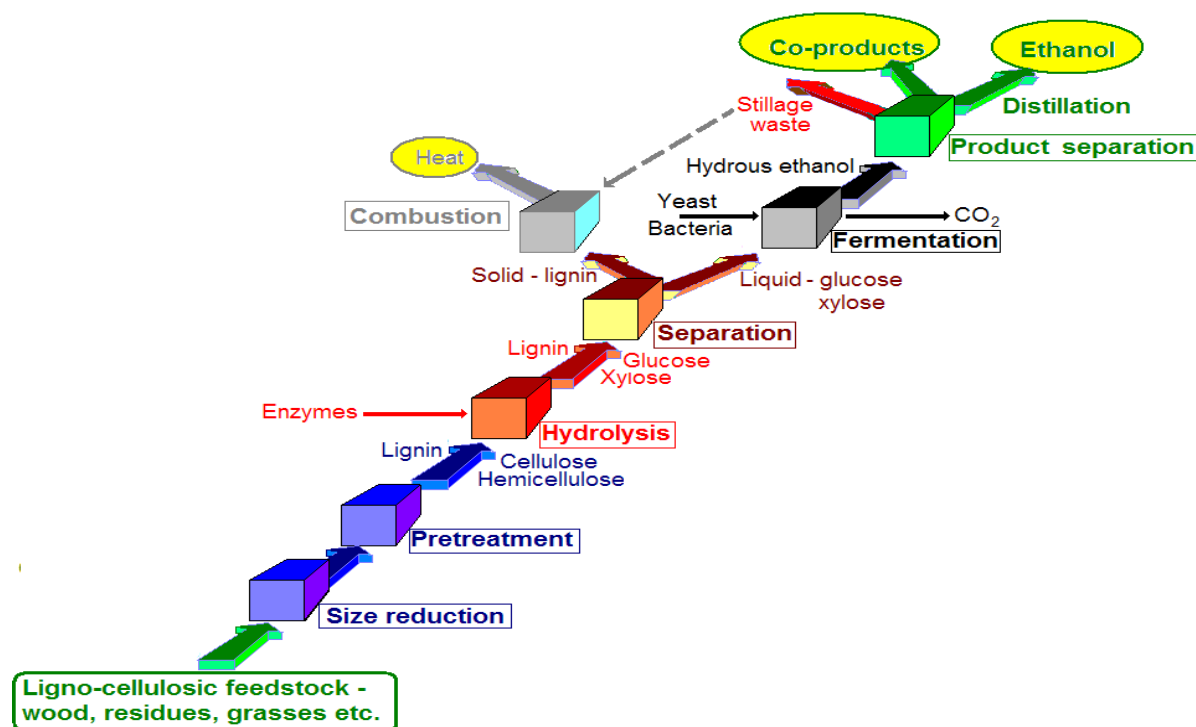 Co-products
Ethanol
Stillage
waste
Distillation
Product separation
Heat
Hydrous ethanol
Combustion
Yeast
Bacteria
CO2
Fermentation
Solid - lignin
Liquid - glucose
xylose
Separation
Lignin
Glucose
Xylose
Enzymes
Hydrolysis
Lignin
Cellulose
Hemicellulose
Pretreatment
Size reduction
Ligno-cellulosic feedstock -
wood, residues, grasses etc.